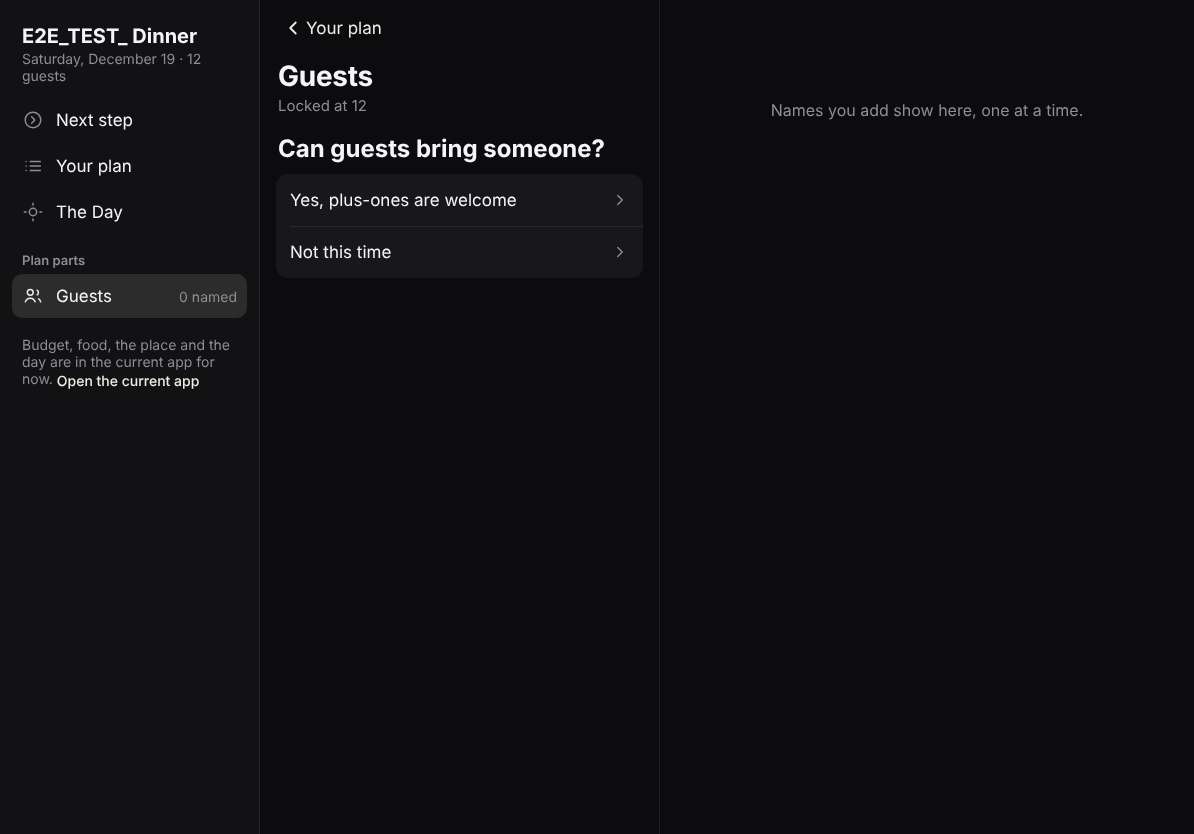 E2E_TEST_ Dinner
Saturday, December 19 · 12
guests
Next step
Your plan
The Day
Plan parts
Guests 0 named
Budget, food, the place and the
day are in the current app for
now. Open the current app
Your plan
Guests
Locked at 12
Can guests bring someone?
Yes, plus-ones are welcome
Not this time
Names you add show here, one at a time.